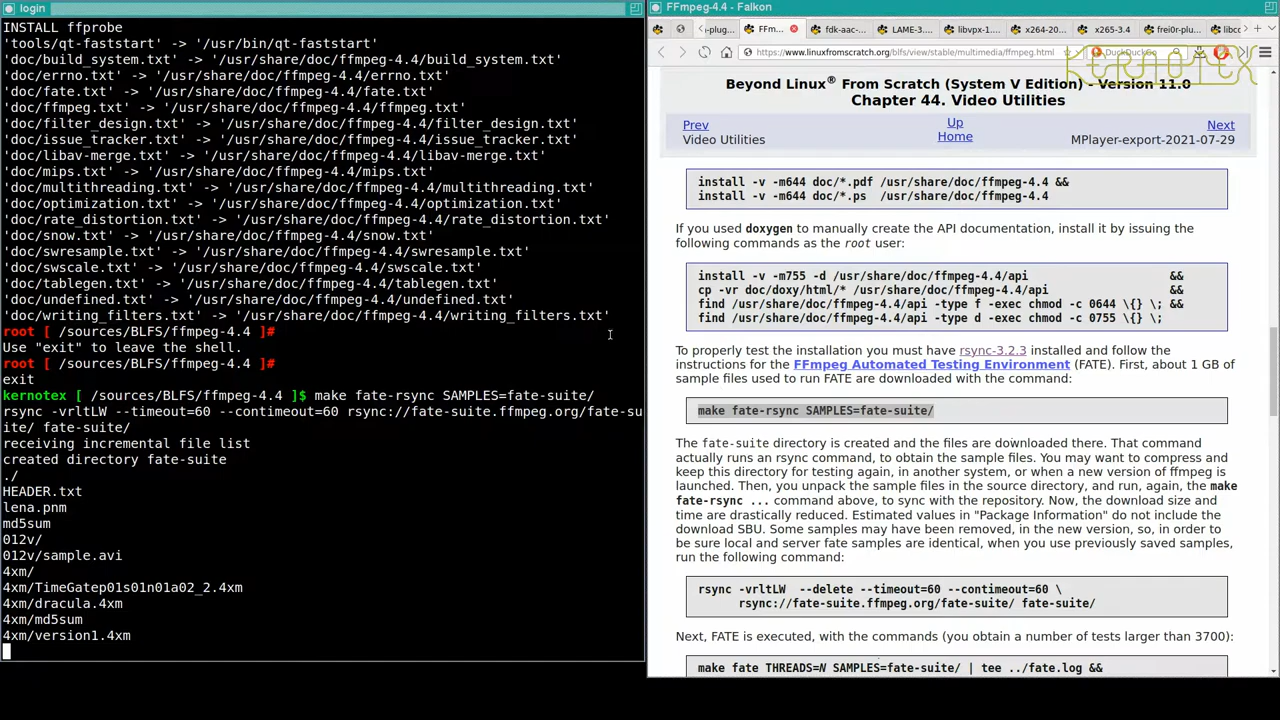 login
INSTALL ffprobe
'tools/qt-faststart' -> '/usr/bin/qt-faststart'
'doc/build_system.txt' -> '/usr/share/doc/ffmpeg-4.4/build_system.txt'
'doc/errno.txt' -> '/usr/share/doc/ffmpeg-4.4/errno.txt'
'doc/fate.txt' -> '/usr/share/doc/ffmpeg-4.4/fate.txt'
'doc/ffmpeg.txt' -> '/usr/share/doc/ffmpeg-4.4/ffmpeg.txt'
'doc/filter_design.txt' -> '/usr/share/doc/ffmpeg-4.4/filter_design.txt'
'doc/issue_tracker.txt' -> '/usr/share/doc/ffmpeg-4.4/issue_tracker.txt'
'doc/libav-merge.txt' -> '/usr/share/doc/ffmpeg-4.4/libav-merge.txt'
'doc/mips.txt' -> '/usr/share/doc/ffmpeg-4.4/mips.txt'
'doc/multithreading.txt' -> '/usr/share/doc/ffmpeg-4.4/multithreading.txt'
'doc/optimization.txt' -> '/usr/share/doc/ffmpeg-4.4/optimization.txt'
'doc/rate_distortion.txt' -> '/usr/share/doc/ffmpeg-4.4/rate_distortion.txt'
'doc/snow.txt' -> '/usr/share/doc/ffmpeg-4.4/snow.txt'
'doc/swresample.txt' -> '/usr/share/doc/ffmpeg-4.4/swresample.txt'
'doc/swscale.txt' -> '/usr/share/doc/ffmpeg-4.4/swscale.txt'
'doc/tablegen.txt' -> '/usr/share/doc/ffmpeg-4.4/tablegen.txt'
'doc/undefined.txt' -> '/usr/share/doc/ffmpeg-4.4/undefined.txt'
'doc/writing_filters.txt' -> '/usr/share/doc/ffmpeg-4.4/writing_filters.txt'
root [ /sources/BLFS/ffmpeg-4.4 ]#
Use "exit" to leave the shell.
root [ /sources/BLFS/ffmpeg-4.4 ]#
exit
kernotex [ /sources/BLFS/ffmpeg-4.4 ]$ make fate-rsync SAMPLES=fate-suite/
rsync -vrltLW --timeout=60 --contimeout=60 rsync://fate-suite.ffmpeg.org/fate-su
ite/ fate-suite/
receiving incremental file list
created directory fate-suite
./
HEADER.txt
lena.pnm
md5sum
012v/
012v/sample.avi
4xm/
4xm/TimeGatep01s01n01a02_2.4xm
4xm/dracula.4xm
4xm/md5sum
4xm/version1.4xm
FFmpeg-4.4 - Falkon
-plug... FFm... fdk-aac-... LAME-3.... libvpx-1.... x264-20... x265-3.4 frei0r-plu...
https://www.linuxfromscratch.org/blfs/view/stable/multimedia/ffmpeg.html DuckDuckGo
KERNOTEX
Beyond Linux® From Scratch (System V Edition) - Version 11.0
Chapter 44. Video Utilities
Prev Up Next
Video Utilities Home MPlayer-export-2021-07-29
install -v -m644 doc/*.pdf /usr/share/doc/ffmpeg-4.4 &&
install -v -m644 doc/*.ps /usr/share/doc/ffmpeg-4.4
If you used doxygen to manually create the API documentation, install it by issuing the
following commands as the root user:
install -v -m755 -d /usr/share/doc/ffmpeg-4.4/api &&
cp -vr doc/doxy/html/* /usr/share/doc/ffmpeg-4.4/api &&
find /usr/share/doc/ffmpeg-4.4/api -type f -exec chmod -c 0644 \{} \; &&
find /usr/share/doc/ffmpeg-4.4/api -type d -exec chmod -c 0755 \{} \;
To properly test the installation you must have rsync-3.2.3 installed and follow the
instructions for the FFmpeg Automated Testing Environment (FATE). First, about 1 GB of
sample files used to run FATE are downloaded with the command:
make fate-rsync SAMPLES=fate-suite/
The fate-suite directory is created and the files are downloaded there. That command
actually runs an rsync command, to obtain the sample files. You may want to compress and
keep this directory for testing again, in another system, or when a new version of ffmpeg is
launched. Then, you unpack the sample files in the source directory, and run, again, the make
fate-rsync ... command above, to sync with the repository. Now, the download size and
time are drastically reduced. Estimated values in "Package Information" do not include the
download SBU. Some samples may have been removed, in the new version, so, in order to
be sure local and server fate samples are identical, when you use previously saved samples,
run the following command:
rsync -vrltLW --delete --timeout=60 --contimeout=60 \
rsync://fate-suite.ffmpeg.org/fate-suite/ fate-suite/
Next, FATE is executed, with the commands (you obtain a number of tests larger than 3700):
make fate THREADS=N SAMPLES=fate-suite/ | tee ../fate.log &&